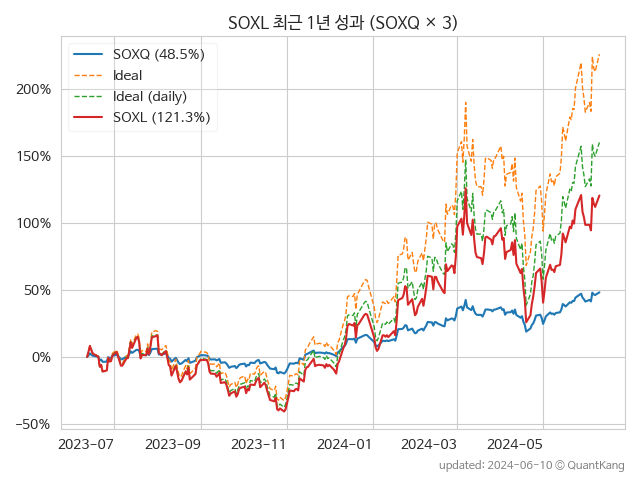 SOXL 최근 1년 성과 (SOXQ × 3)
SOXQ (48.5%)
Ideal
Ideal (daily)
SOXL (121.3%)
200%
150%
100%
50%
0%
−50%
2023-07 2023-09 2023-11 2024-01 2024-03 2024-05
updated: 2024-06-10 © QuantKang